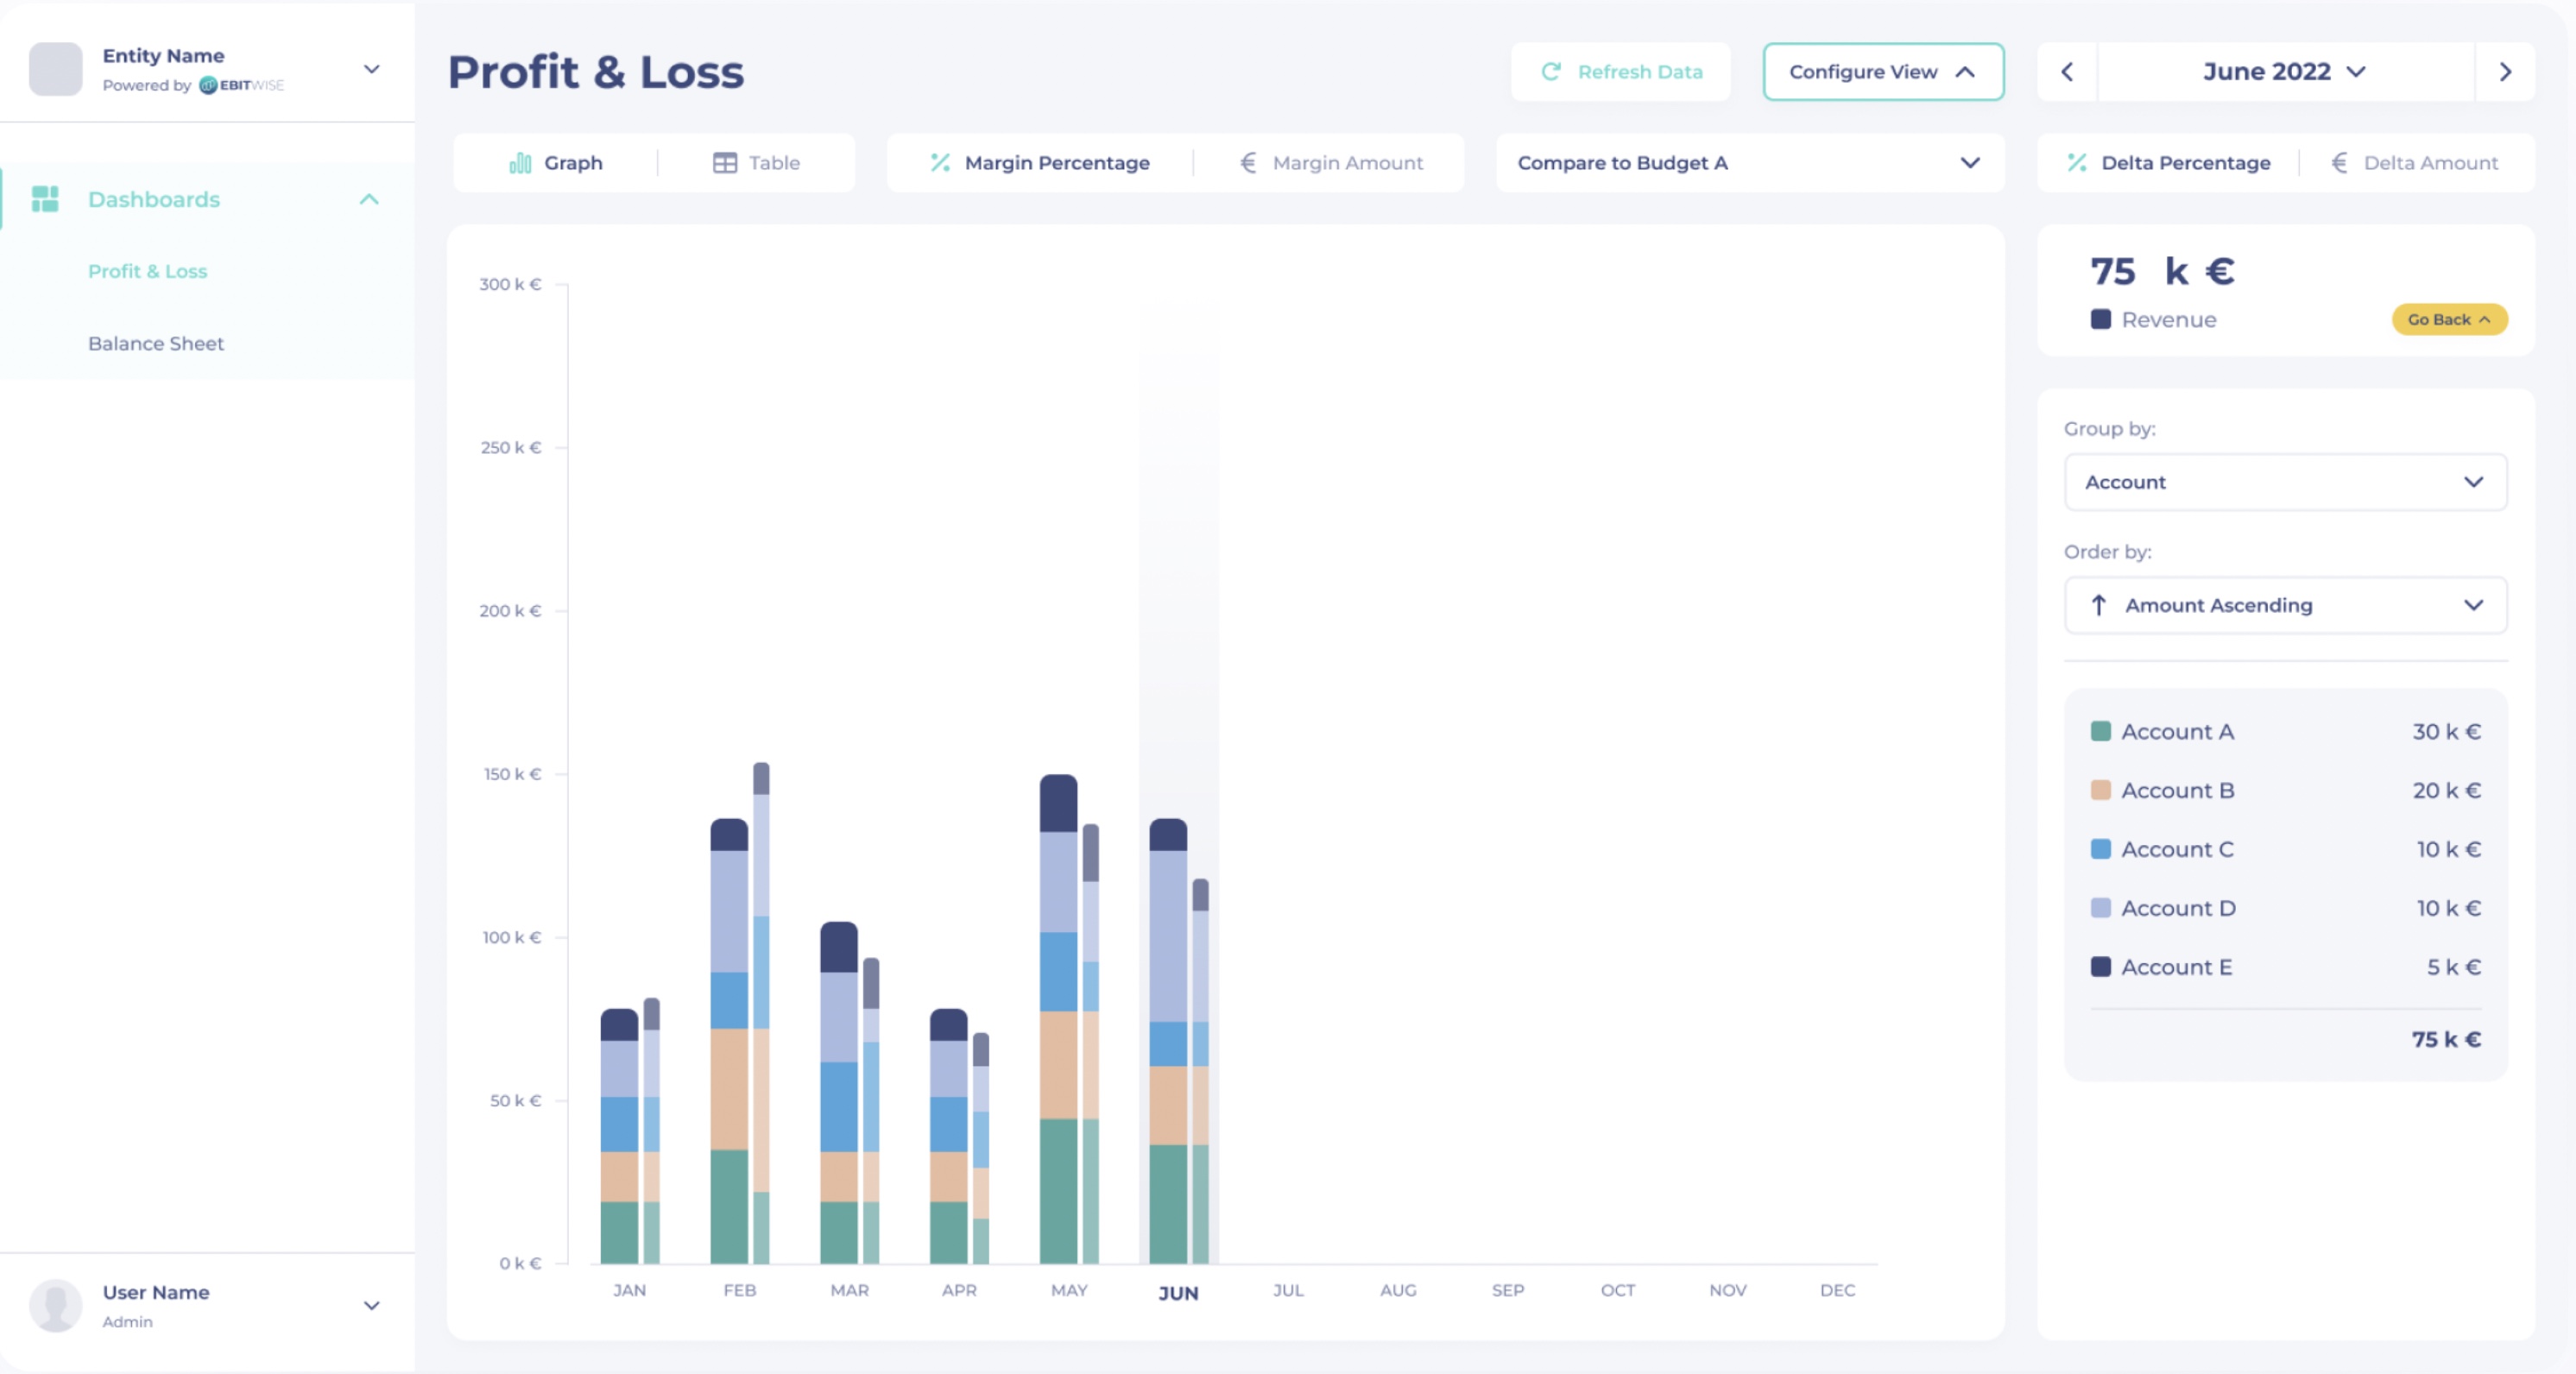 Entity Name
Powered by EBITWISE
Dashboards
Profit & Loss
Balance Sheet
User Name
Admin
Profit & Loss
Refresh Data
Configure View
June 2022
Graph
Table
Margin Percentage
€ Margin Amount
Compare to Budget A
Delta Percentage
€ Delta Amount
300 k €
250 k €
200 k €
150 k €
100 k €
50 k €
0 k €
JAN FEB MAR APR MAY JUN JUL AUG SEP OCT NOV DEC
75 k €
Revenue
Go Back
Group by:
Account
Order by:
Amount Ascending
Account A 30 k €
Account B 20 k €
Account C 10 k €
Account D 10 k €
Account E 5 k €
75 k €